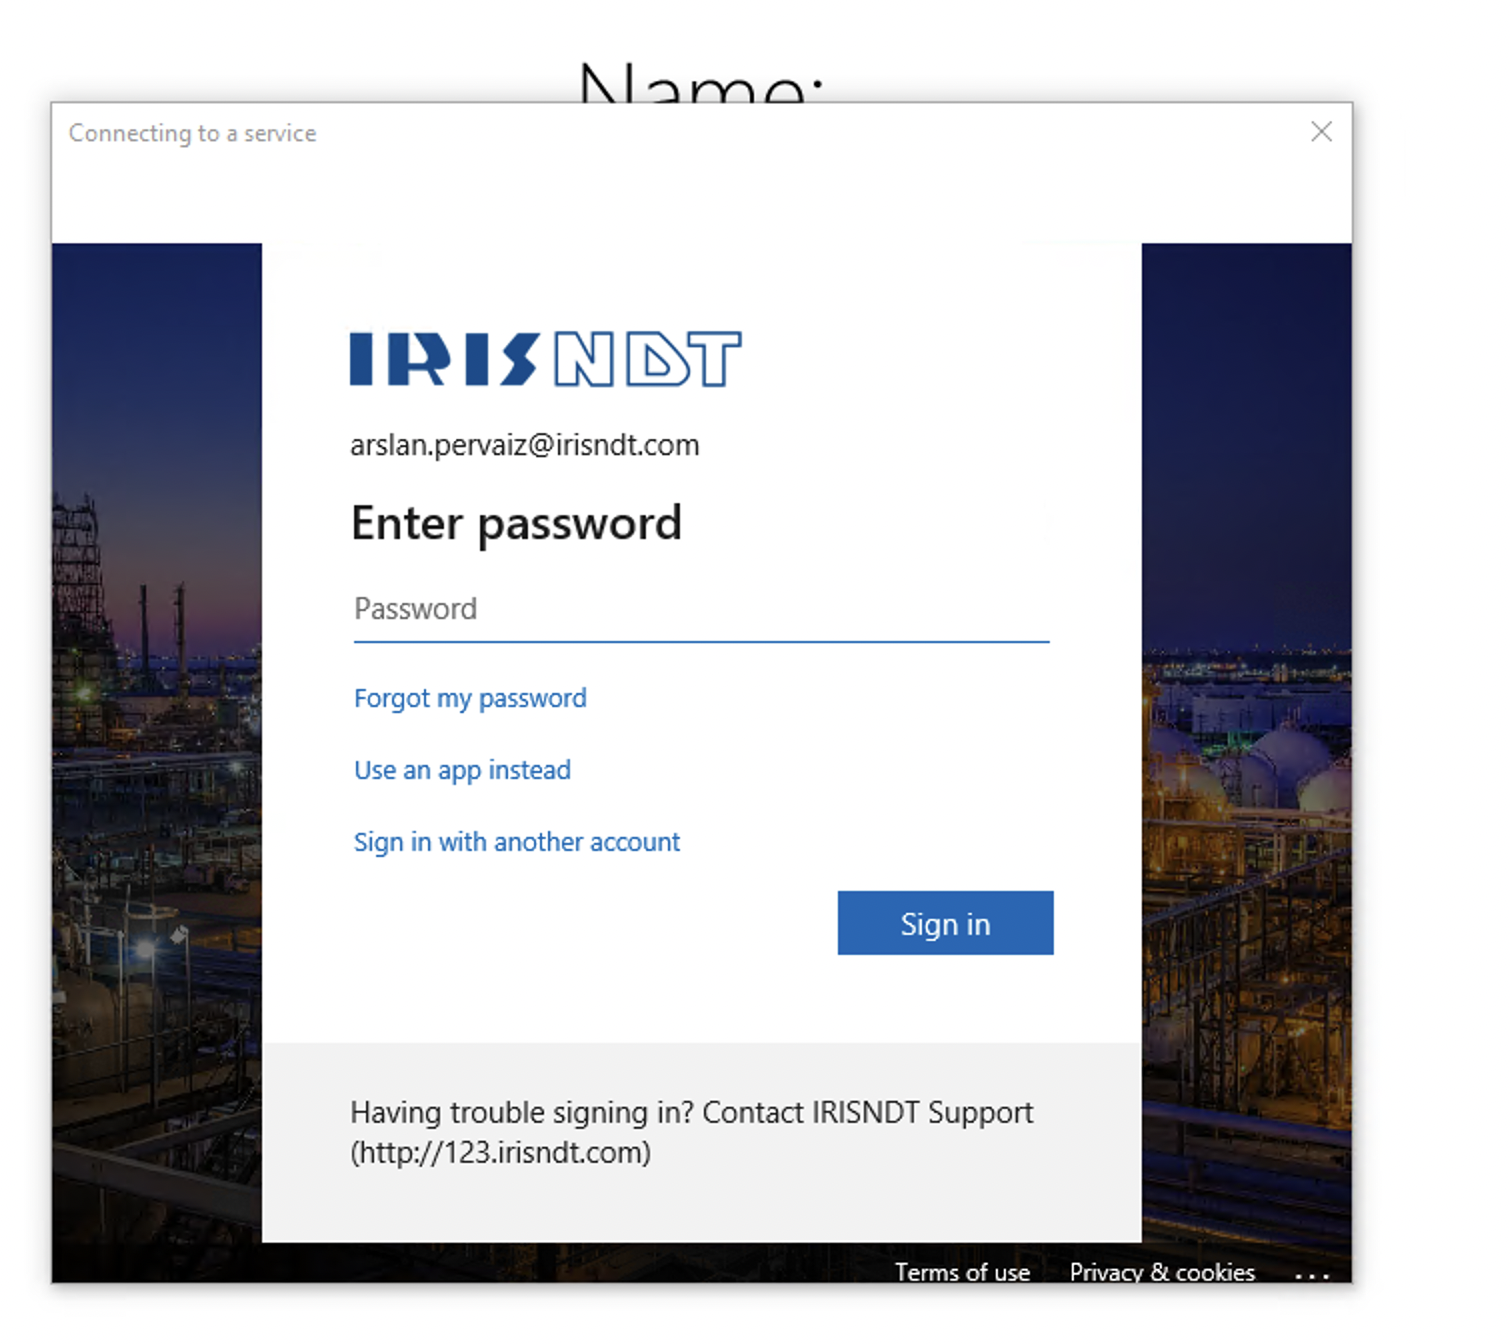 Name:
Connecting to a service
IRISNDT
arslan.pervaiz@irisndt.com
Enter password
Password
Forgot my password
Use an app instead
Sign in with another account
Sign in
Having trouble signing in? Contact IRISNDT Support
(http://123.irisndt.com)
Terms of use Privacy & cookies ...